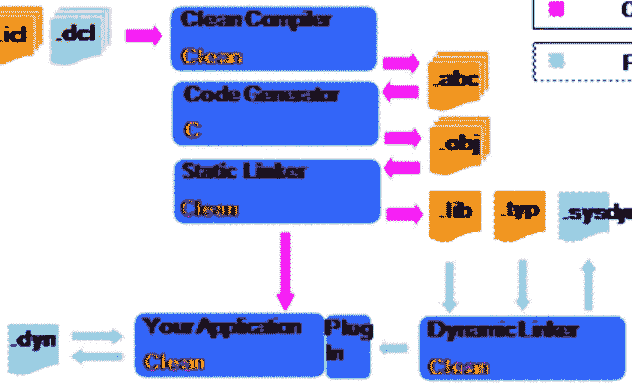 .icl
.dcl
Clean Compiler
Clean
.abc
Code Generator
C
.obj
Static Linker
Clean
.lib
.typ
.sysdyn
Your Application
Clean
Plug
In
Dynamic Linker
Clean
.dyn